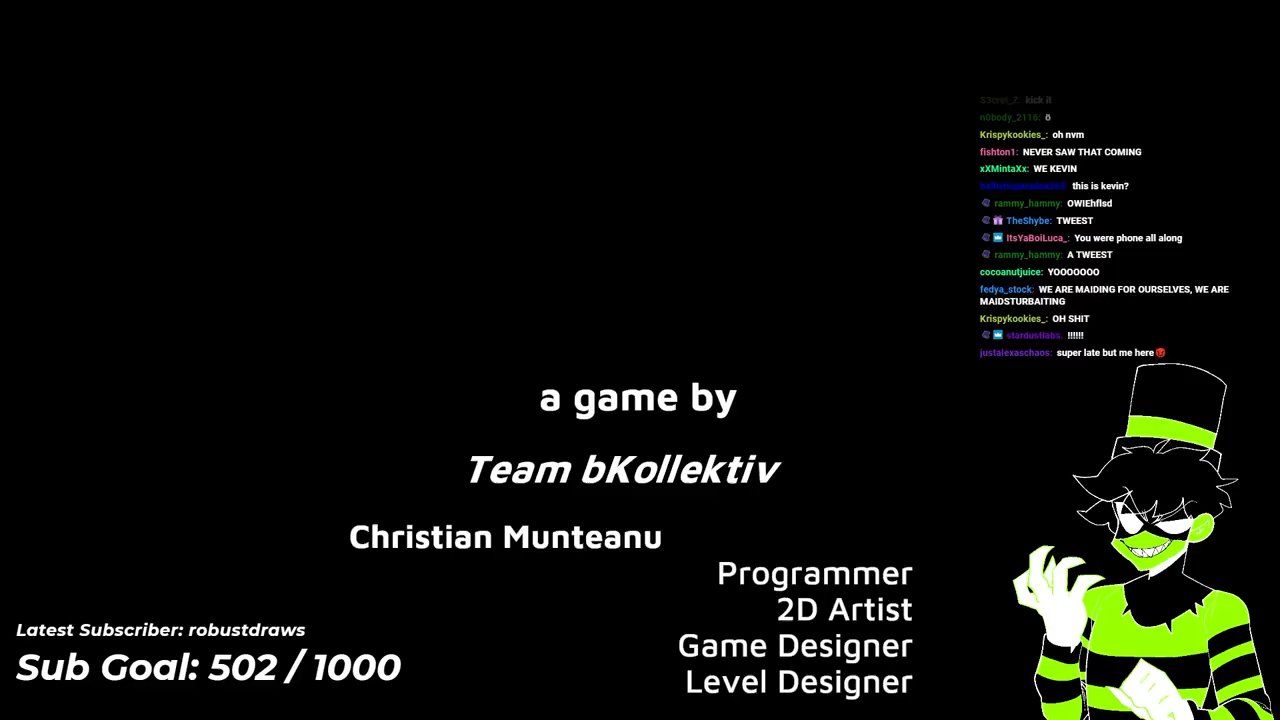 S3cret_Z: kick it
n0body_2116: ö
Krispykookies_: oh nvm
fishton1: NEVER SAW THAT COMING
xXMintaXx: WE KEVIN
this is kevin?
rammy_hammy: OWIEhflsd
TheShybe: TWEEST
ItsYaBoiLuca_: You were phone all along
rammy_hammy: A TWEEST
cocoanutjuice: YOOOOOOO
fedya_stock: WE ARE MAIDING FOR OURSELVES, WE ARE
MAIDSTURBAITING
Krispykookies_: OH SHIT
stardustlabs: !!!!!!
justalexaschaos: super late but me here
a game by
Team bKollektiv
Christian Munteanu
Programmer
2D Artist
Game Designer
Level Designer
Latest Subscriber: robustdraws
Sub Goal: 502 / 1000